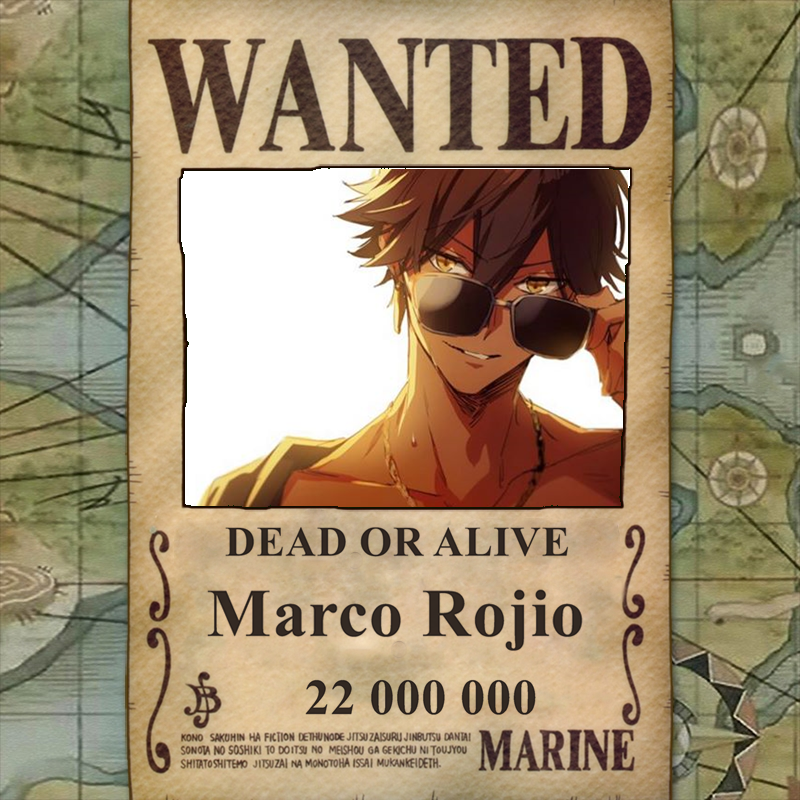 WANTED
DEAD OR ALIVE
Marco Rojio
22 000 000
KONO SAKUHIN HA FICTION DETHUNODE JITSUZAISURU JINBUTSU DANTAI
SONOTA NO SOSHIKI TO DOITSU NO MEISHOU GA GEKICHU NI TOUJYOU
SHITATOSHITEMO JITSUZAI NA MONOTOHA ISSAI MUKANKEIDETH.
MARINE